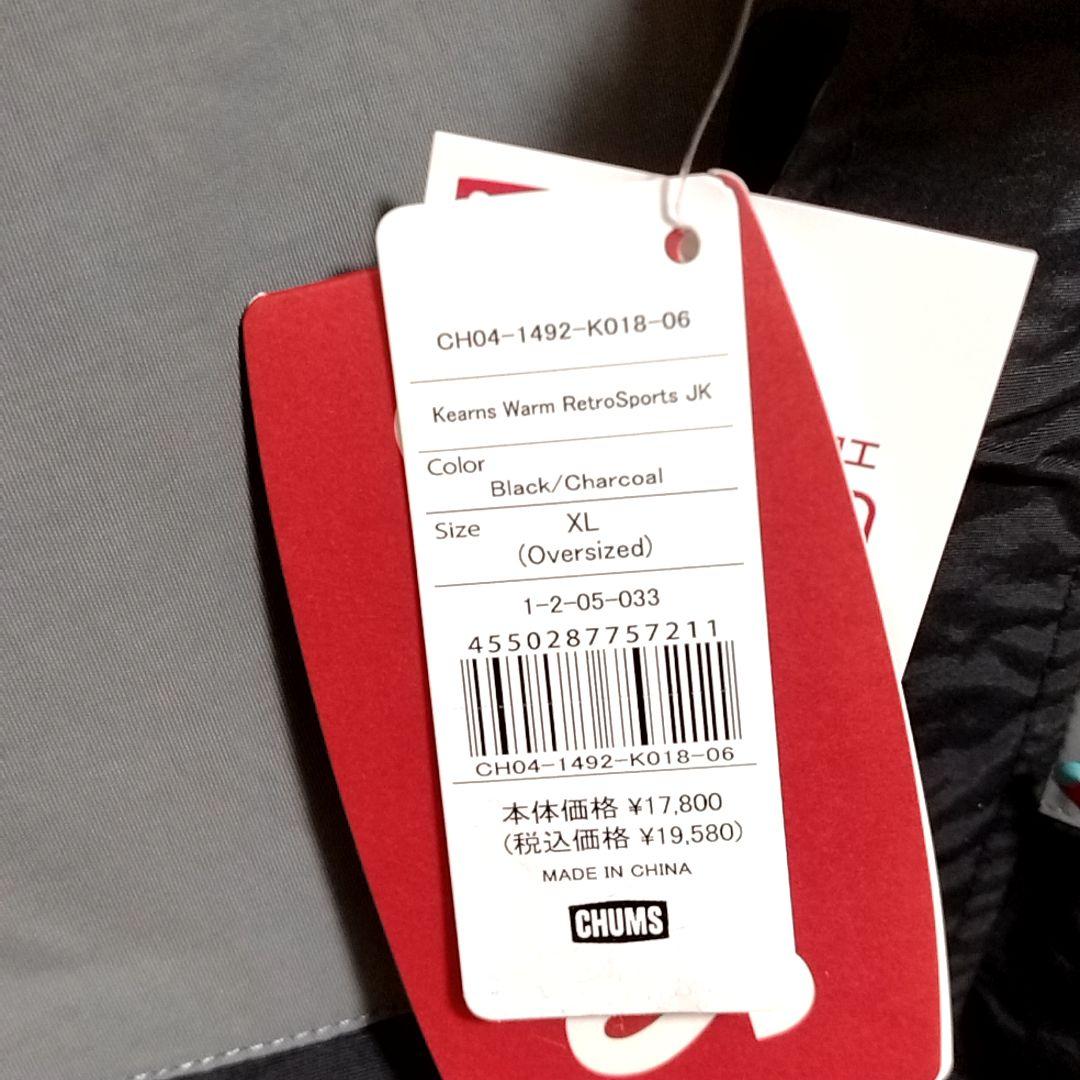 CH04-1492-K018-06
Kearns Warm RetroSports JK
Color
Black/Charcoal
Size XL
(Oversized)
1-2-05-033
4550287757211
CH04-1492-K018-06
本体価格 ¥17,800
(税込価格 ¥19,580)
MADE IN CHINA
CHUMS